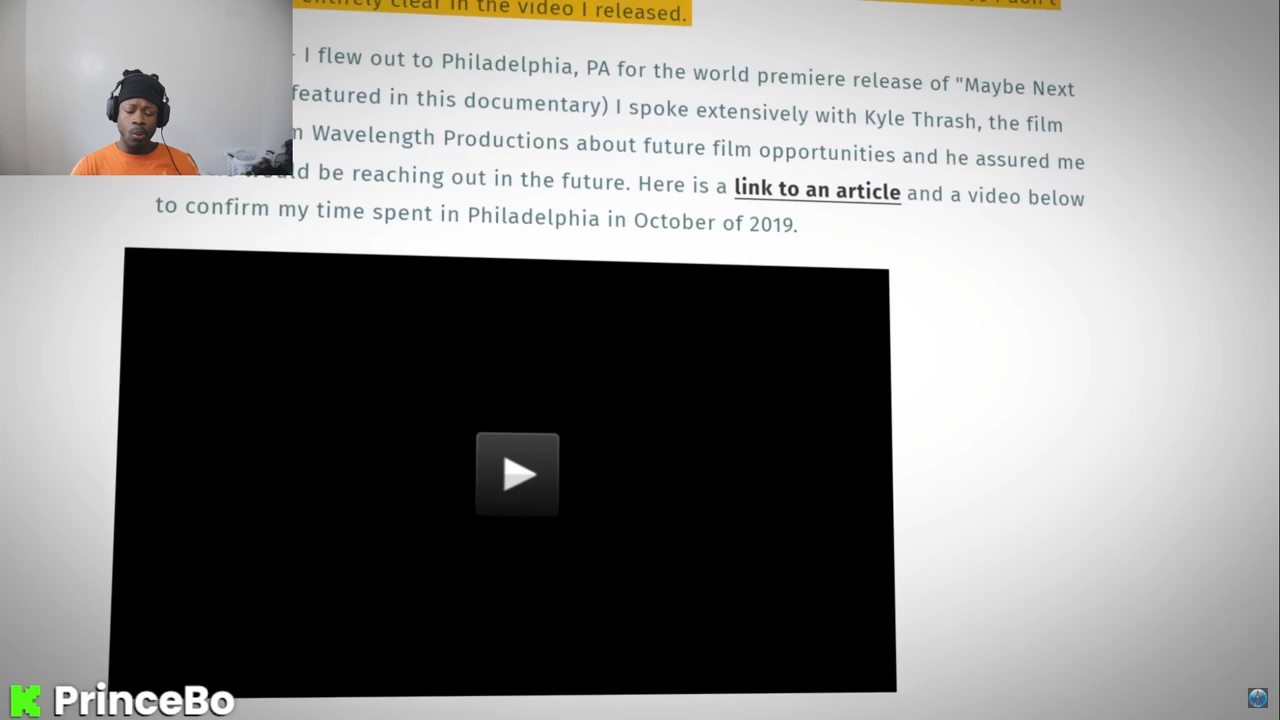 entirely clear in the video I released.
I flew out to Philadelphia, PA for the world premiere release of "Maybe Next
featured in this documentary) I spoke extensively with Kyle Thrash, the film
Wavelength Productions about future film opportunities and he assured me
be reaching out in the future. Here is a link to an article and a video below
to confirm my time spent in Philadelphia in October of 2019.
PrinceBo